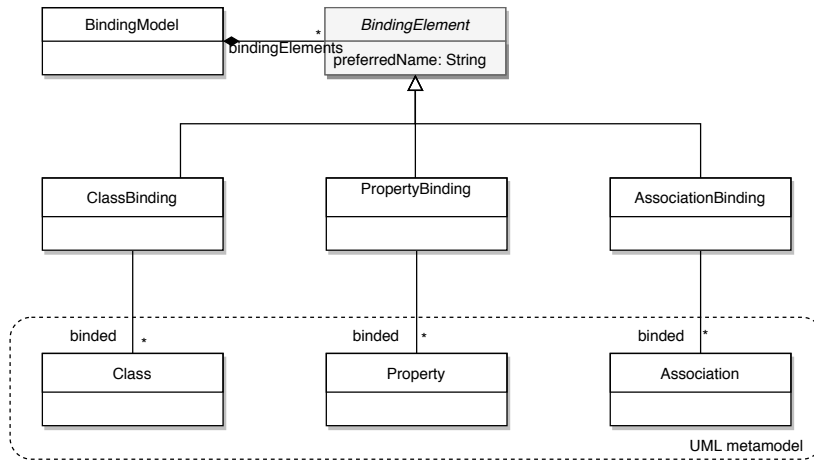 BindingModel
BindingElement
*
bindingElements
preferredName: String
ClassBinding
PropertyBinding
AssociationBinding
binded
*
binded
*
binded
*
Class
Property
Association
UML metamodel